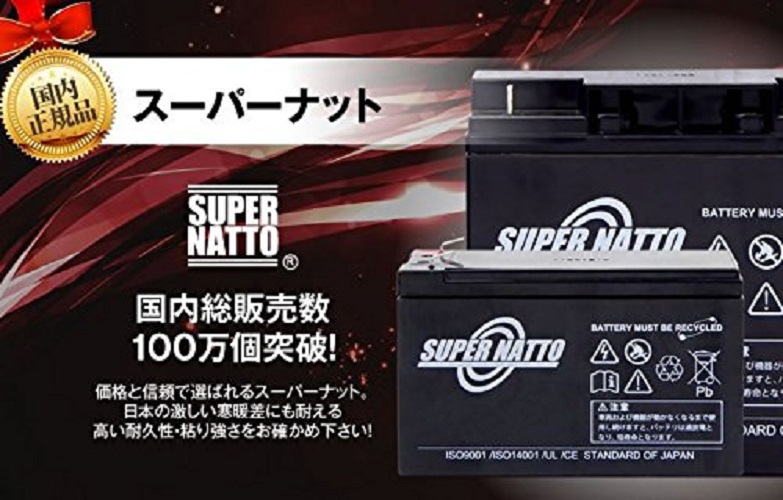 国内
正規品
スーパーナット
SUPER
NATTO
®
国内総販売数
100万個突破!
価格と信頼で選ばれるスーパーナット。
日本の激しい寒暖差にも耐える
高い耐久性・粘り強さをお確かめ下さい!
BATTERY MUS
SUPER NATTO
BATTERY MUST BE RECYCLED
SUPER NATTO
Pb
注意
ISO9001 /ISO14001 /UL /CE STANDARD OF JAPAN